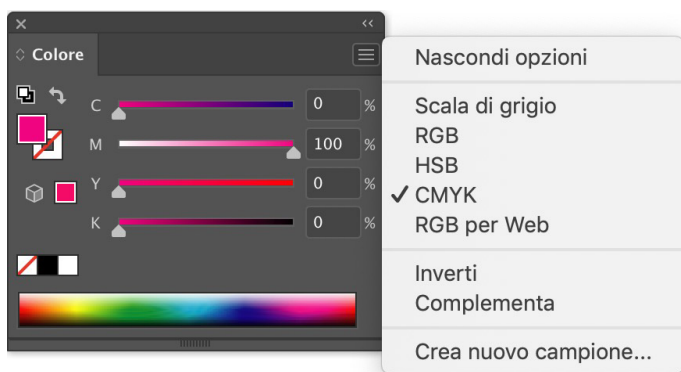 Colore
C 0 %
M 100 %
Y 0 %
K 0 %
Nascondi opzioni
Scala di grigio
RGB
HSB
CMYK
RGB per Web
Inverti
Complementa
Crea nuovo campione...